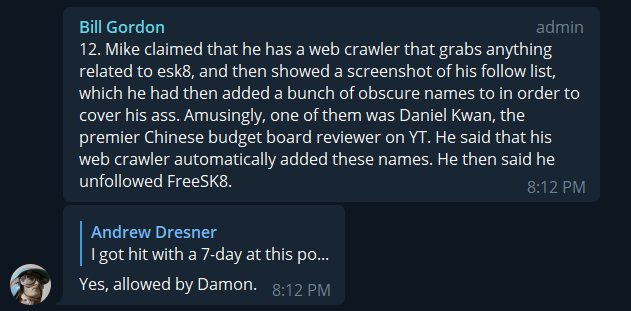 Bill Gordon admin
12. Mike claimed that he has a web crawler that grabs anything
related to esk8, and then showed a screenshot of his follow list,
which he had then added a bunch of obscure names to in order to
cover his ass. Amusingly, one of them was Daniel Kwan, the
premier Chinese budget board reviewer on YT. He said that his
web crawler automatically added these names. He then said he
unfollowed FreeSK8.
8:12 PM
Andrew Dresner
I got hit with a 7-day at this po...
Yes, allowed by Damon. 8:12 PM